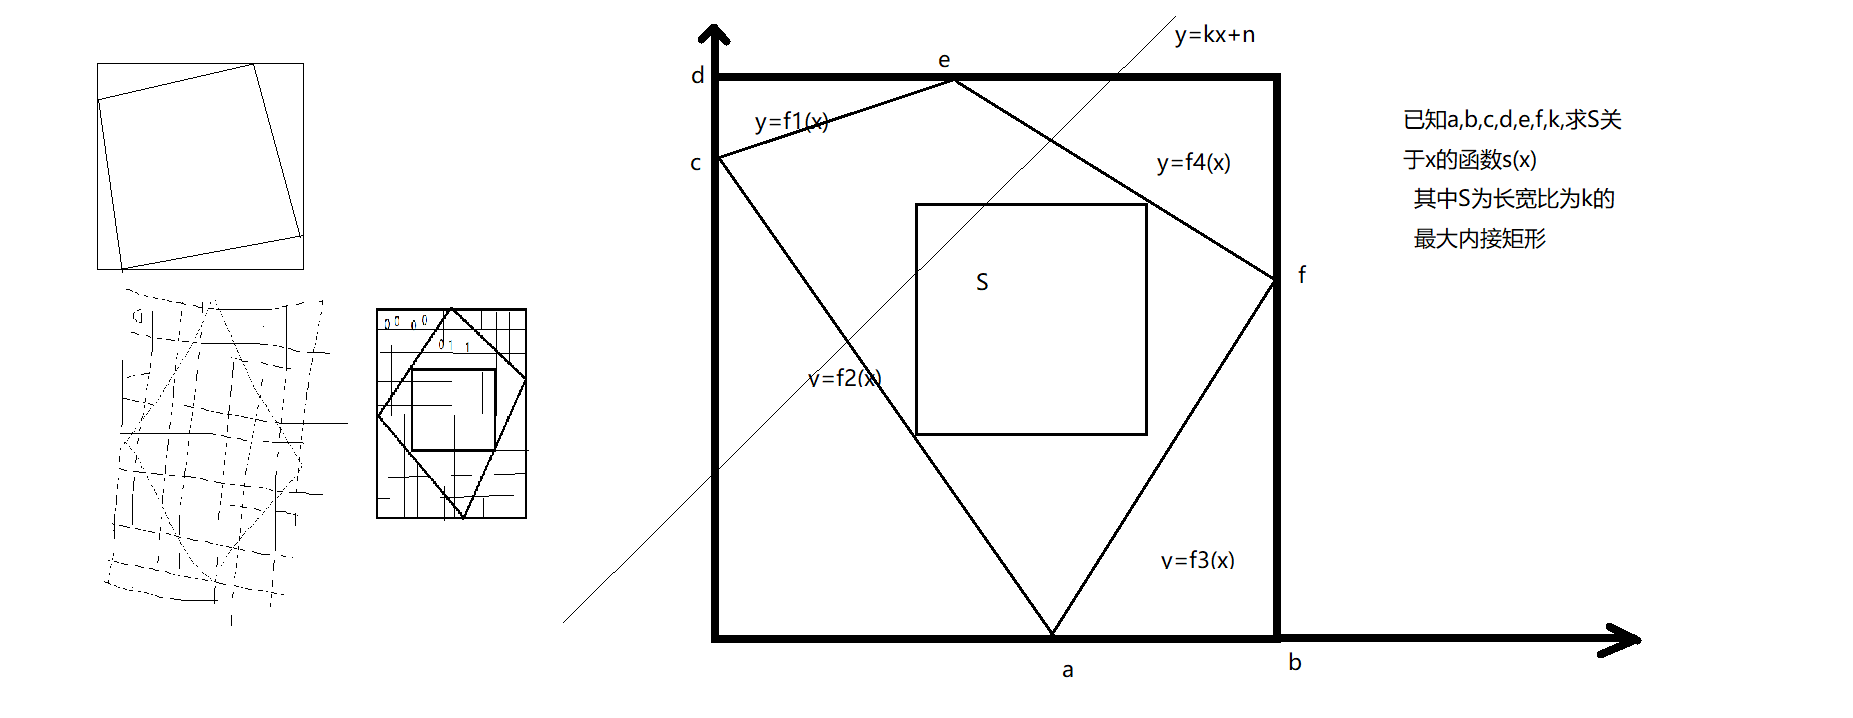 y=kx+n
e
d
y=f1(x)
已知a,b,c,d,e,f,k,求S关
于x的函数s(x)
其中S为长宽比为k的
最大内接矩形
c
y=f4(x)
f
S
0 0 0 0
0 1 1
y=f2(x)
y=f3(x)
b
a